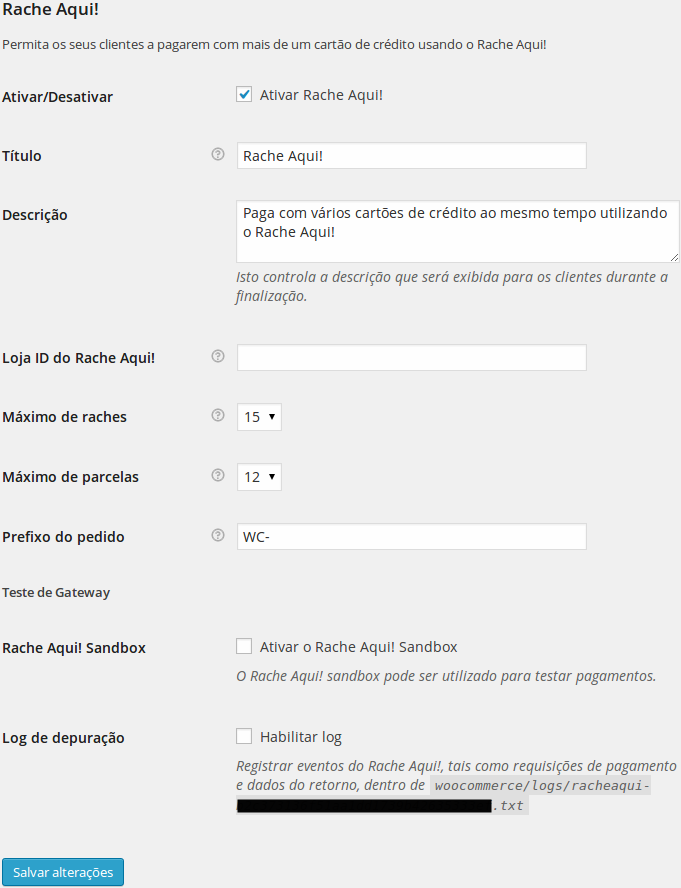 Rache Aqui!
Permita os seus clientes a pagarem com mais de um cartão de crédito usando o Rache Aqui!
Ativar/Desativar
Ativar Rache Aqui!
Título
Rache Aqui!
Descrição
Paga com vários cartões de crédito ao mesmo tempo utilizando
o Rache Aqui!
Isto controla a descrição que será exibida para os clientes durante a
finalização.
Loja ID do Rache Aqui!
Máximo de raches
15
Máximo de parcelas
12
Prefixo do pedido
WC-
Teste de Gateway
Rache Aqui! Sandbox
Ativar o Rache Aqui! Sandbox
O Rache Aqui! sandbox pode ser utilizado para testar pagamentos.
Log de depuração
Habilitar log
Registrar eventos do Rache Aqui!, tais como requisições de pagamento
e dados do retorno, dentro de woocommerce/logs/racheaqui-
.txt
Salvar alterações